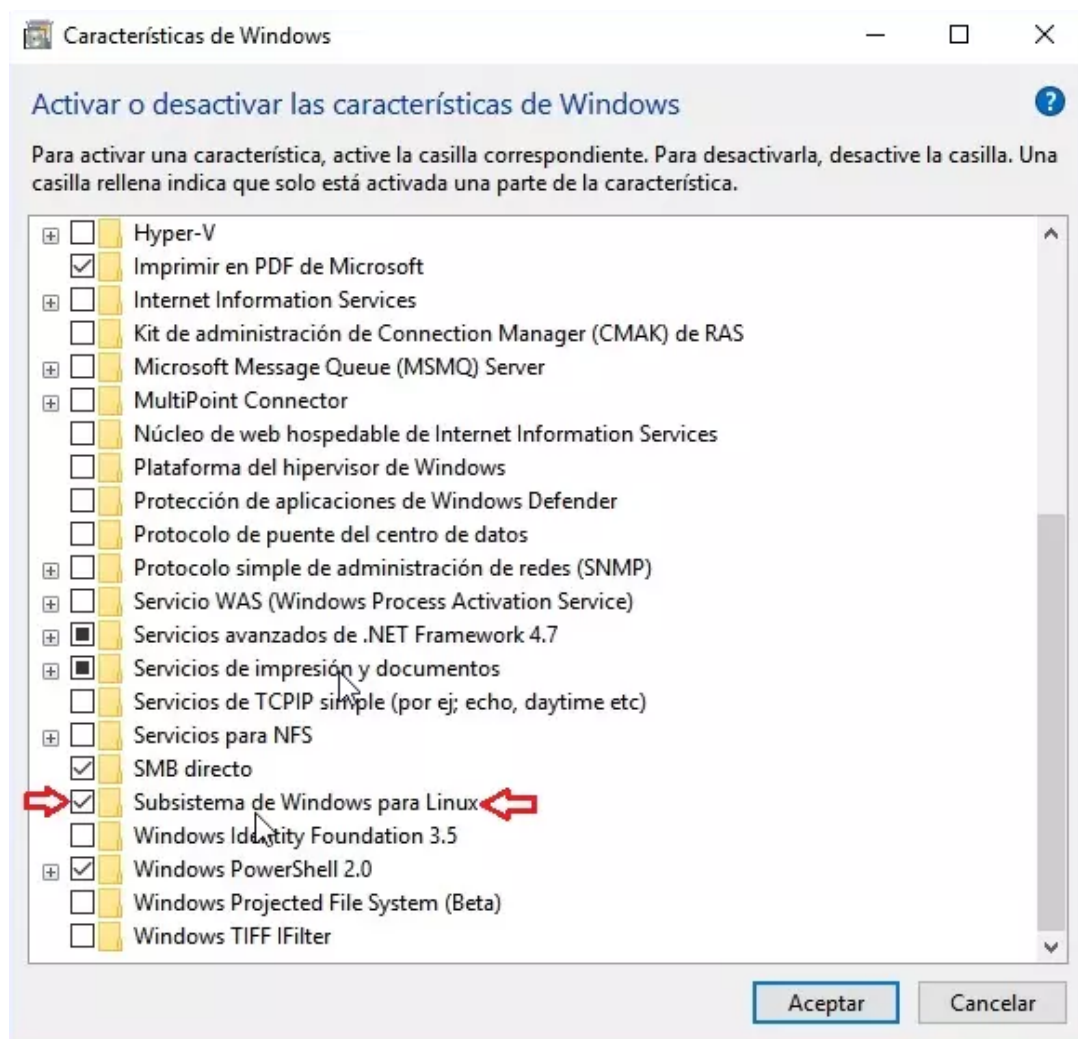 Características de Windows
Activar o desactivar las características de Windows
Para activar una característica, active la casilla correspondiente. Para desactivarla, desactive la casilla. Una
casilla rellena indica que solo está activada una parte de la característica.
Hyper-V
Imprimir en PDF de Microsoft
Internet Information Services
Kit de administración de Connection Manager (CMAK) de RAS
Microsoft Message Queue (MSMQ) Server
MultiPoint Connector
Núcleo de web hospedable de Internet Information Services
Plataforma del hipervisor de Windows
Protección de aplicaciones de Windows Defender
Protocolo de puente del centro de datos
Protocolo simple de administración de redes (SNMP)
Servicio WAS (Windows Process Activation Service)
Servicios avanzados de .NET Framework 4.7
Servicios de impresión y documentos
Servicios de TCPIP simple (por ej; echo, daytime etc)
Servicios para NFS
SMB directo
Subsistema de Windows para Linux
Windows Identity Foundation 3.5
Windows PowerShell 2.0
Windows Projected File System (Beta)
Windows TIFF IFilter
Aceptar Cancelar